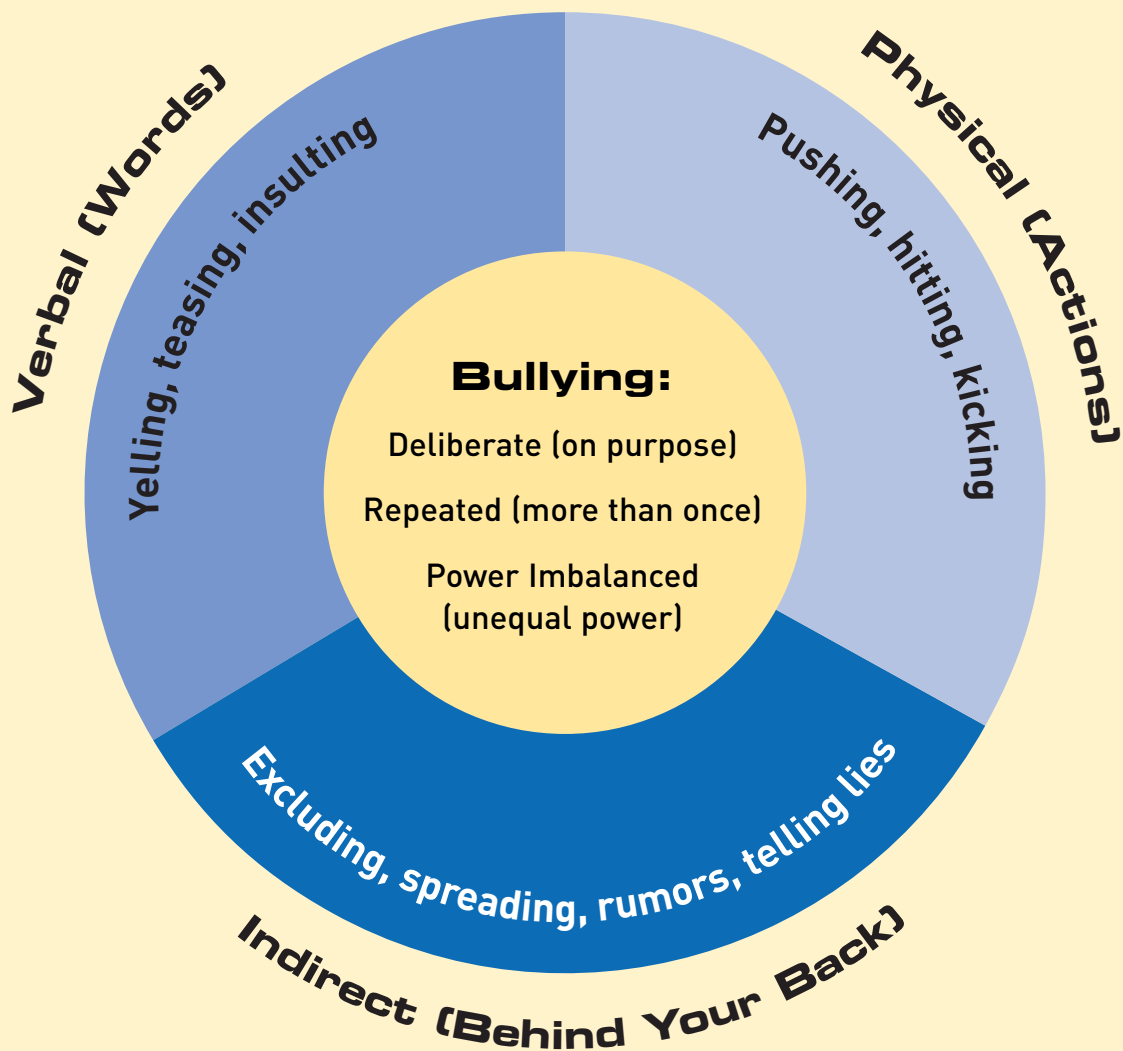 Verbal (Words)
Yelling, teasing, insulting
Physical (Actions)
Pushing, hitting, kicking
Bullying:
Deliberate (on purpose)
Repeated (more than once)
Power Imbalanced
(unequal power)
Excluding, spreading, rumors, telling lies
Indirect (Behind Your Back)